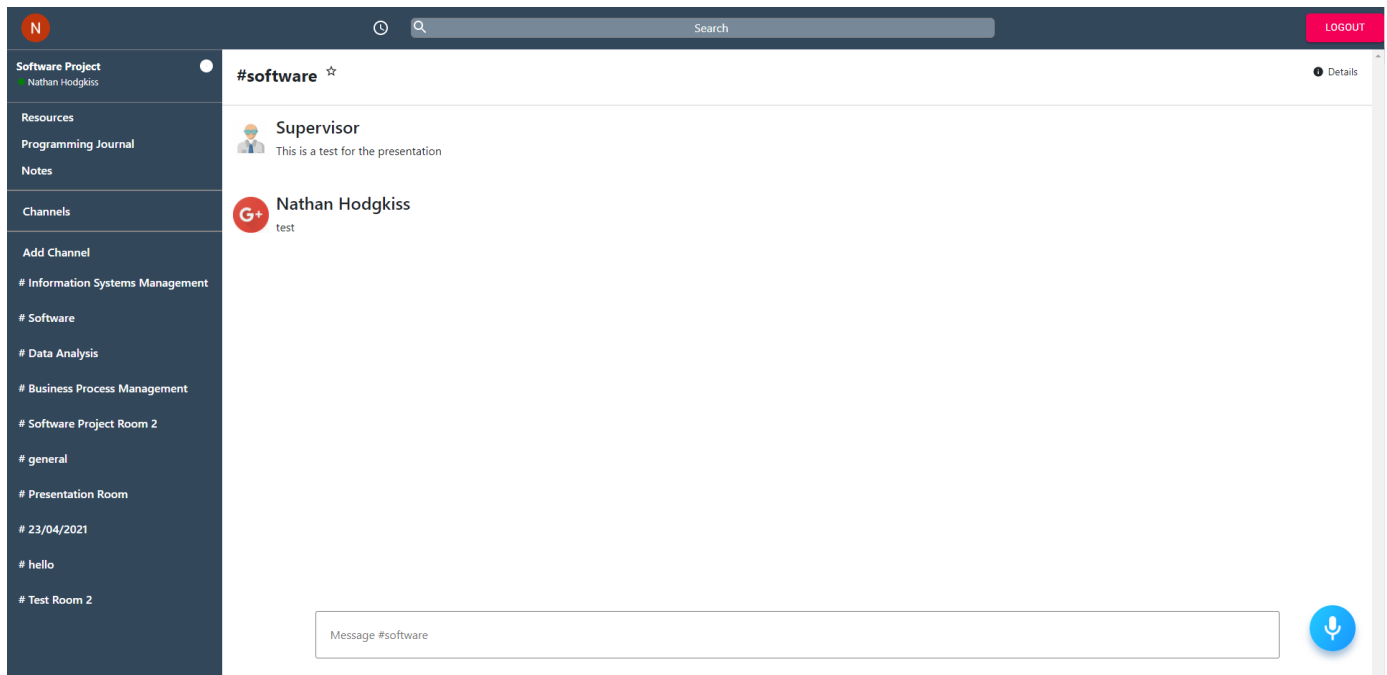 N
Search
LOGOUT
Software Project
Nathan Hodgkiss
Resources
Programming Journal
Notes
Channels
Add Channel
# Information Systems Management
# Software
# Data Analysis
# Business Process Management
# Software Project Room 2
# general
# Presentation Room
# 23/04/2021
# hello
# Test Room 2
#software
Details
Supervisor
This is a test for the presentation
G+
Nathan Hodgkiss
test
Message #software